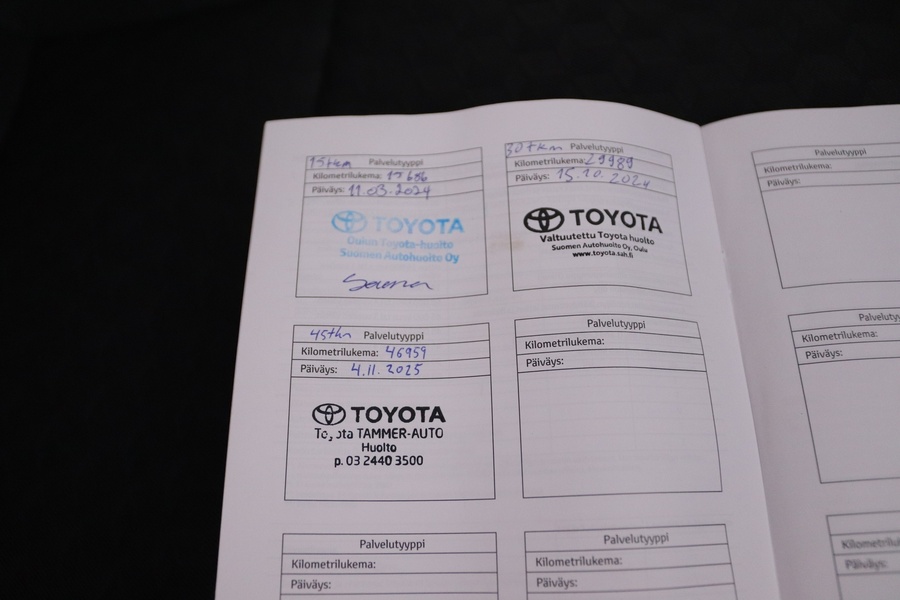 15tkm Palvelutyyppi
Kilometrilukema: 17686
Päiväys: 11.03.2024
TOYOTA
Oulun Toyota-huolto
Suomen Autohuolto Oy
30tkm Palvelutyyppi
Kilometrilukema: 29989
Päiväys: 15.10.2024
TOYOTA
Valtuutettu Toyota huolto
Suomen Autohuolto Oy, Oulu
www.toyota.sah.fi
45tkm Palvelutyyppi
Kilometrilukema: 46959
Päiväys: 4.11.2025
TOYOTA
Toyota TAMMER-AUTO
Huolto
p. 03 2440 3500
Palvelutyyppi
Kilometrilukema:
Päiväys:
Palvelutyyppi
Kilometrilukema:
Päiväys:
Palvelutyyppi
Kilometrilukema:
Päiväys:
Palvelutyyppi
Kilometrilukema:
Päiväys:
Palvelutyy
Kilometrilukema:
Päiväys:
Kilometrilukem
Päiväys: